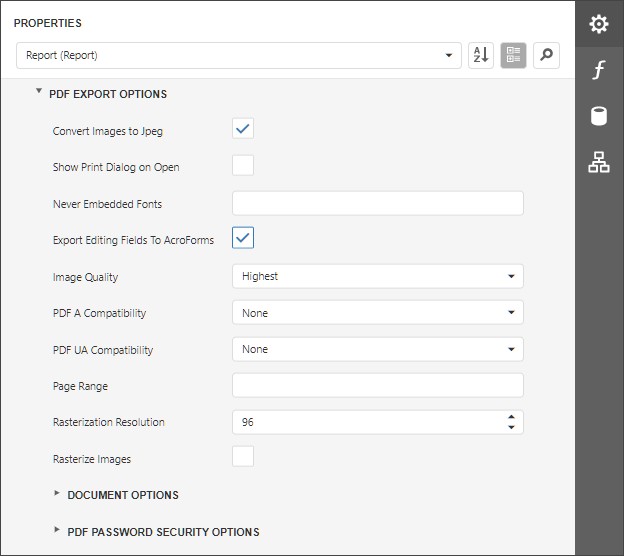 PROPERTIES
Report (Report)
A Z
PDF EXPORT OPTIONS
Convert Images to Jpeg
Show Print Dialog on Open
Never Embedded Fonts
Export Editing Fields To AcroForms
Image Quality Highest
PDF A Compatibility None
PDF UA Compatibility None
Page Range
Rasterization Resolution 96
Rasterize Images
DOCUMENT OPTIONS
PDF PASSWORD SECURITY OPTIONS